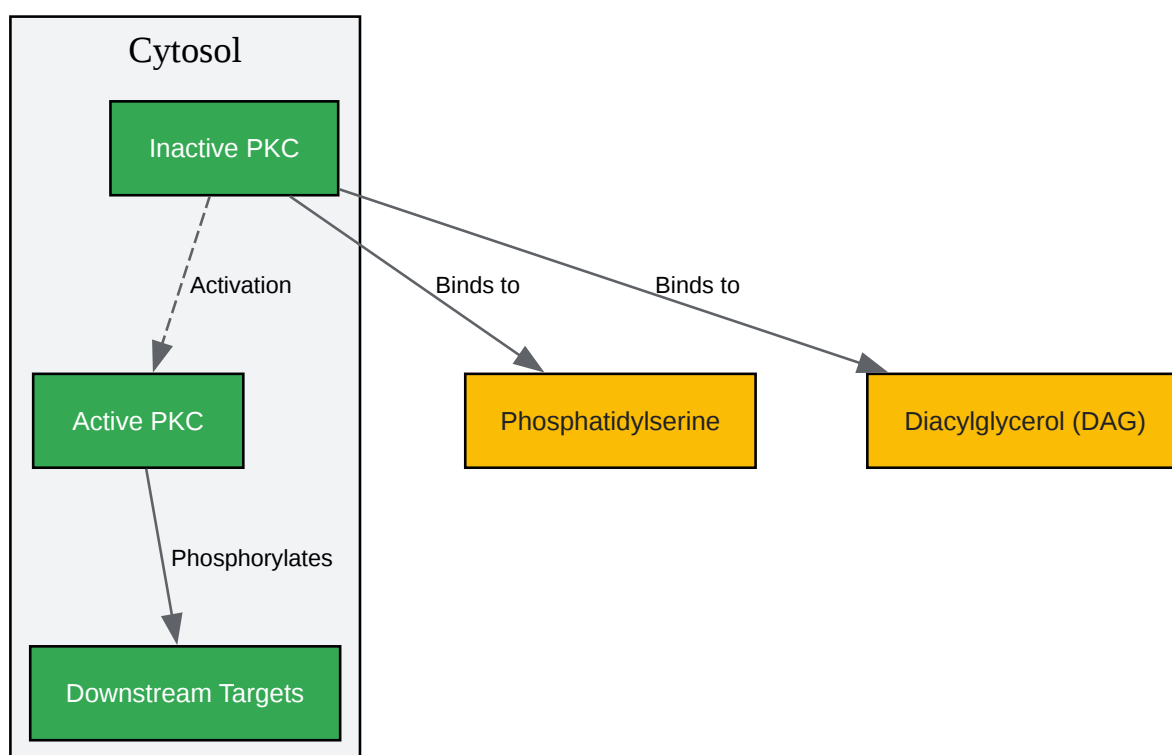 Cytosol
Inactive PKC
Activation
Binds to
Binds to
Active PKC
Phosphatidylserine
Diacylglycerol (DAG)
Phosphorylates
Downstream Targets